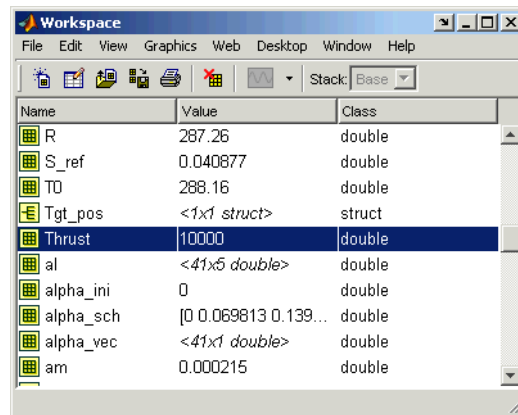 Workspace
File Edit View Graphics Web Desktop Window Help
Stack: Base
Name Value Class
R 287.26 double
S_ref 0.040877 double
T0 288.16 double
Tgt_pos <1x1 struct> struct
Thrust 10000 double
al <41x5 double> double
alpha_ini 0 double
alpha_sch [0 0.069813 0.139... double
alpha_vec <41x1 double> double
am 0.000215 double